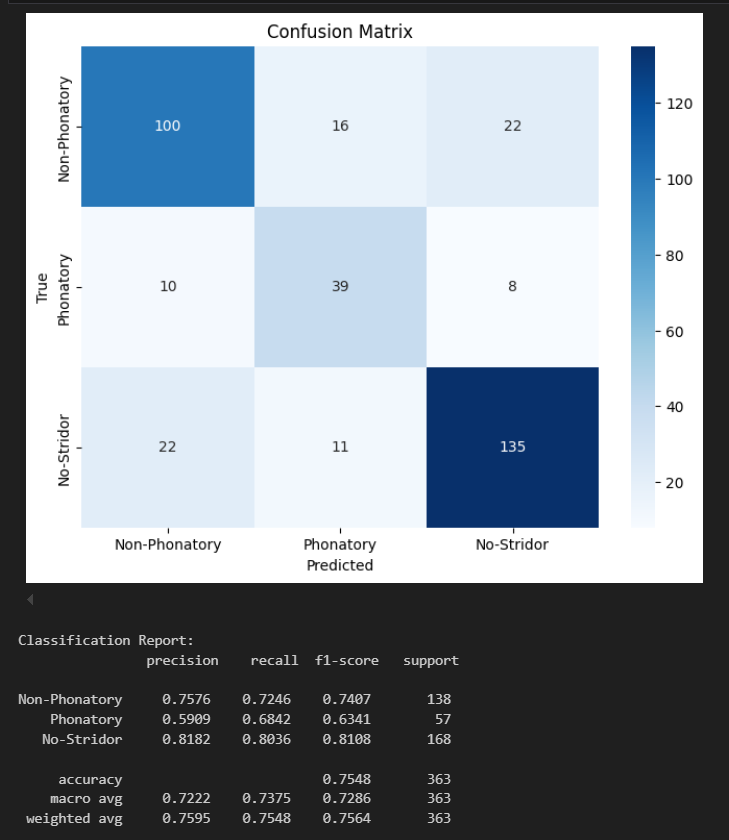 Confusion Matrix
Non-Phonatory 100 16 22 120
100
80
True Phonatory 10 39 8
60
40
No-Stridor 22 11 135
20
Non-Phonatory Phonatory No-Stridor
Predicted
Classification Report:
precision recall f1-score support
Non-Phonatory 0.7576 0.7246 0.7407 138
Phonatory 0.5909 0.6842 0.6341 57
No-Stridor 0.8182 0.8036 0.8108 168
accuracy 0.7548 363
macro avg 0.7222 0.7375 0.7286 363
weighted avg 0.7595 0.7548 0.7564 363